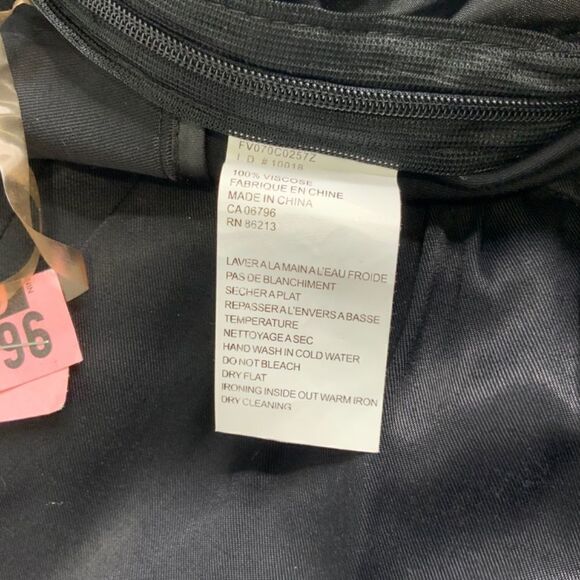 FV070C0257Z
I D #10018
100% VISCOSE
FABRIQUE EN CHINE
MADE IN CHINA
CA 06796
RN 86213
LAVER A LA MAIN A L'EAU FROIDE
PAS DE BLANCHIMENT
SECHER A PLAT
REPASSER A L'ENVERS A BASSE
TEMPERATURE
NETTOYAGE A SEC
HAND WASH IN COLD WATER
DO NOT BLEACH
DRY FLAT
IRONING INSIDE OUT WARM IRON
DRY CLEANING
96